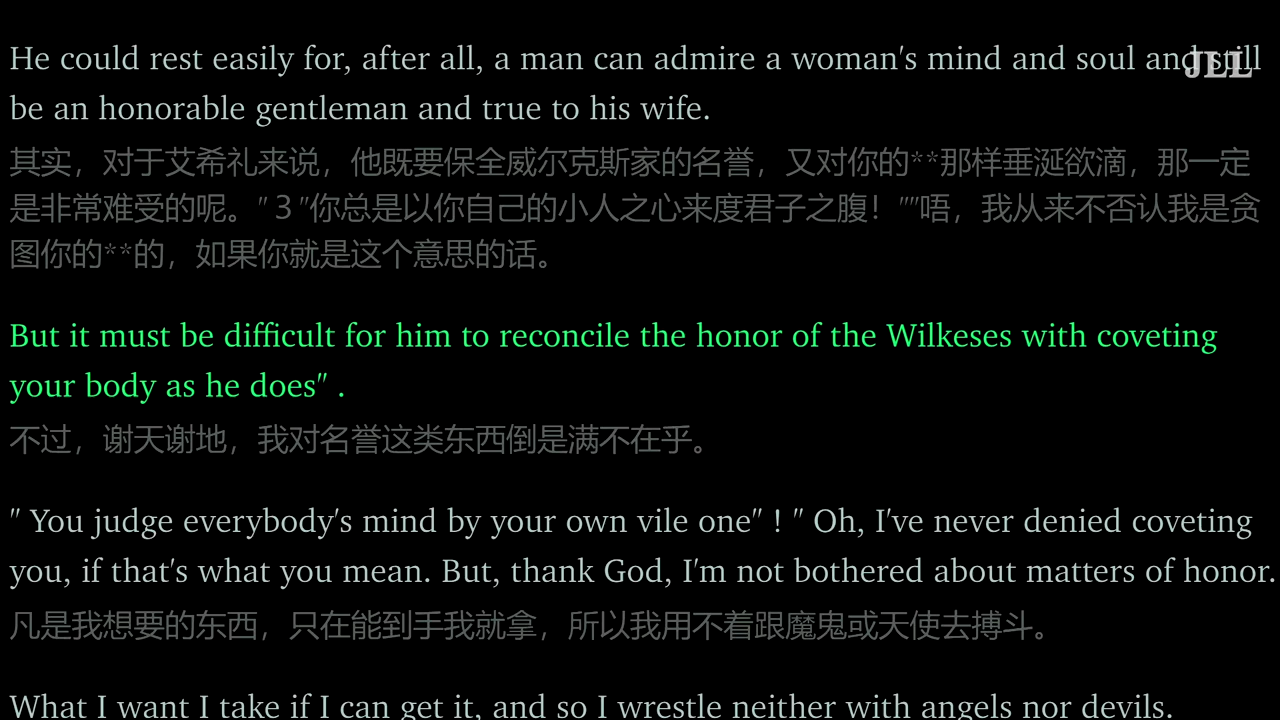 He could rest easily for, after all, a man can admire a woman's mind and soul and still
JLL
be an honorable gentleman and true to his wife.
其实，对于艾希礼来说，他既要保全威尔克斯家的名誉，又对你的**那样垂涎欲滴，那一定
是非常难受的呢。"３"你总是以你自己的小人之心来度君子之腹！""唔，我从来不否认我是贪
图你的**的，如果你就是这个意思的话。
But it must be difficult for him to reconcile the honor of the Wilkeses with coveting
your body as he does" .
不过，谢天谢地，我对名誉这类东西倒是满不在乎。
" You judge everybody's mind by your own vile one" ! " Oh, I've never denied coveting
you, if that's what you mean. But, thank God, I'm not bothered about matters of honor.
凡是我想要的东西，只在能到手我就拿，所以我用不着跟魔鬼或天使去搏斗。
What I want I take if I can get it, and so I wrestle neither with angels nor devils.